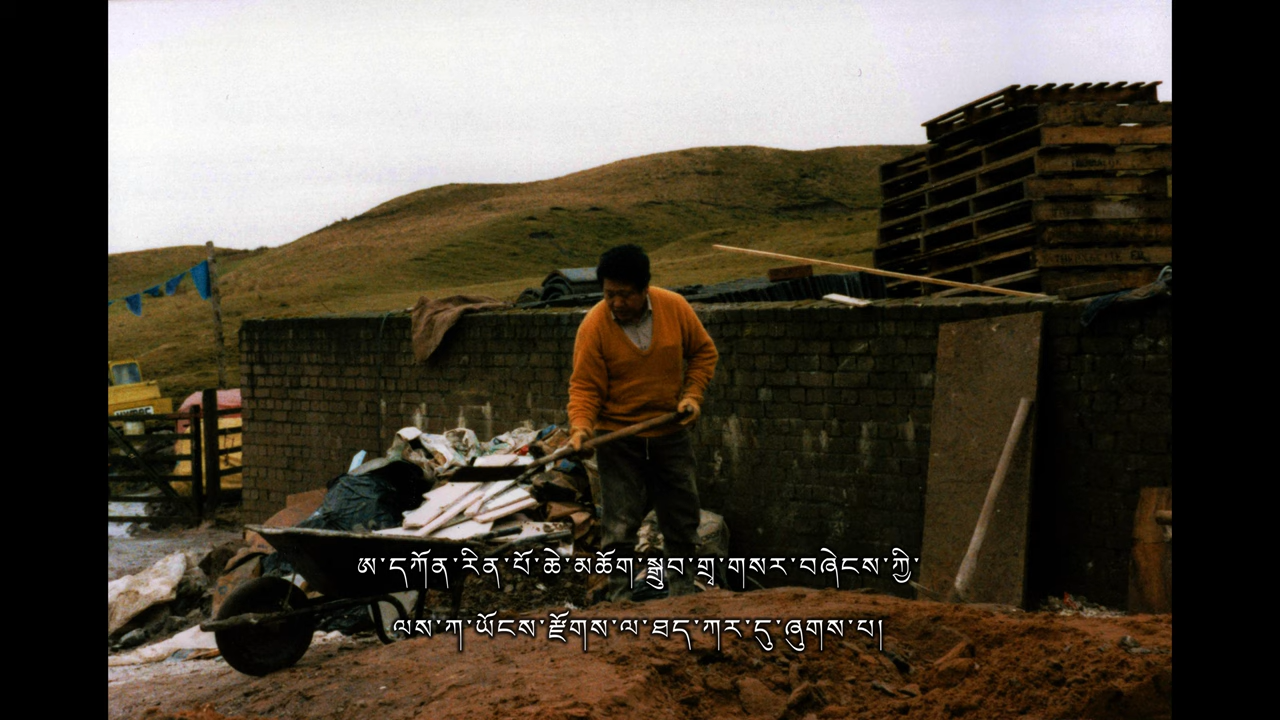 ཨ་དཀོན་རིན་པོ་ཆེ་མཆོག་སྒྲུབ་གྲྭ་གསར་བཞེངས་ཀྱི་
ལས་ཀ་ཡོངས་རྫོགས་ལ་ཐད་ཀར་དུ་ཞུགས་པ།